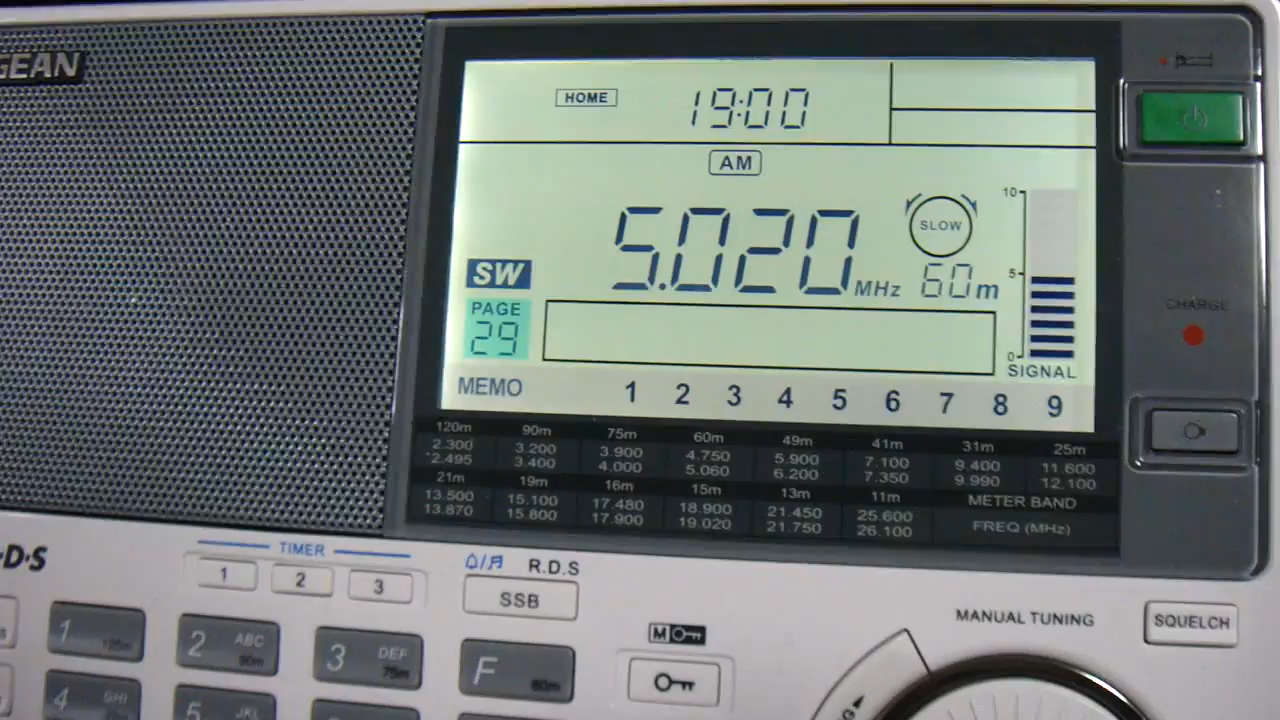 GEAN
HOME 19:00
AM
10
SLOW
5.020 MHz 60m
5
SW
PAGE
29
0
SIGNAL
MEMO 1 2 3 4 5 6 7 8 9
CHARGE
120m 90m 75m 60m 49m 41m 31m 25m
2.300 3.200 3.900 4.750 5.900 7.100 9.400 11.600
2.495 3.400 4.000 5.060 6.200 7.350 9.990 12.100
21m 19m 16m 15m 13m 11m METER BAND
13.500 15.100 17.480 18.900 21.450 25.600
13.870 15.800 17.900 19.020 21.750 26.100 FREQ (MHz)
·D·S
TIMER
1 2 3
R.D.S
SSB
MANUAL TUNING
SQUELCH
M
1 120m
2 ABC 90m
3 DEF 75m
F 60m
4 GHI
5 JKL
G